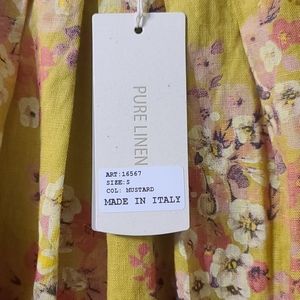 PURE LINEN
ART:16567
SIZE:S
COL: MUSTARD
MADE IN ITALY